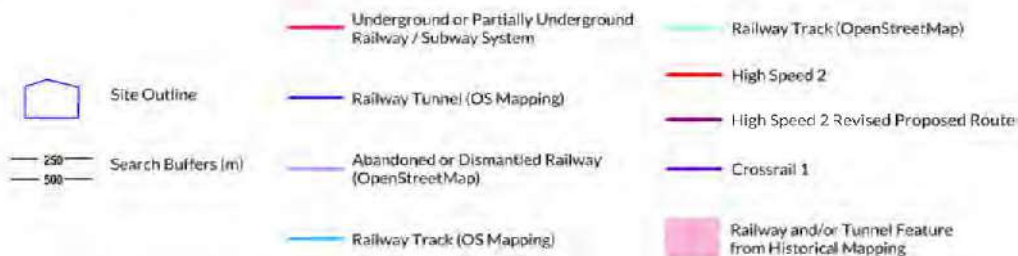 Site Outline
250
500
Search Buffers (m)
Underground or Partially Underground
Railway / Subway System
Railway Tunnel (OS Mapping)
Abandoned or Dismantled Railway
(OpenStreetMap)
Railway Track (OS Mapping)
Railway Track (OpenStreetMap)
High Speed 2
High Speed 2 Revised Proposed Route
Crossrail 1
Railway and/or Tunnel Feature
from Historical Mapping